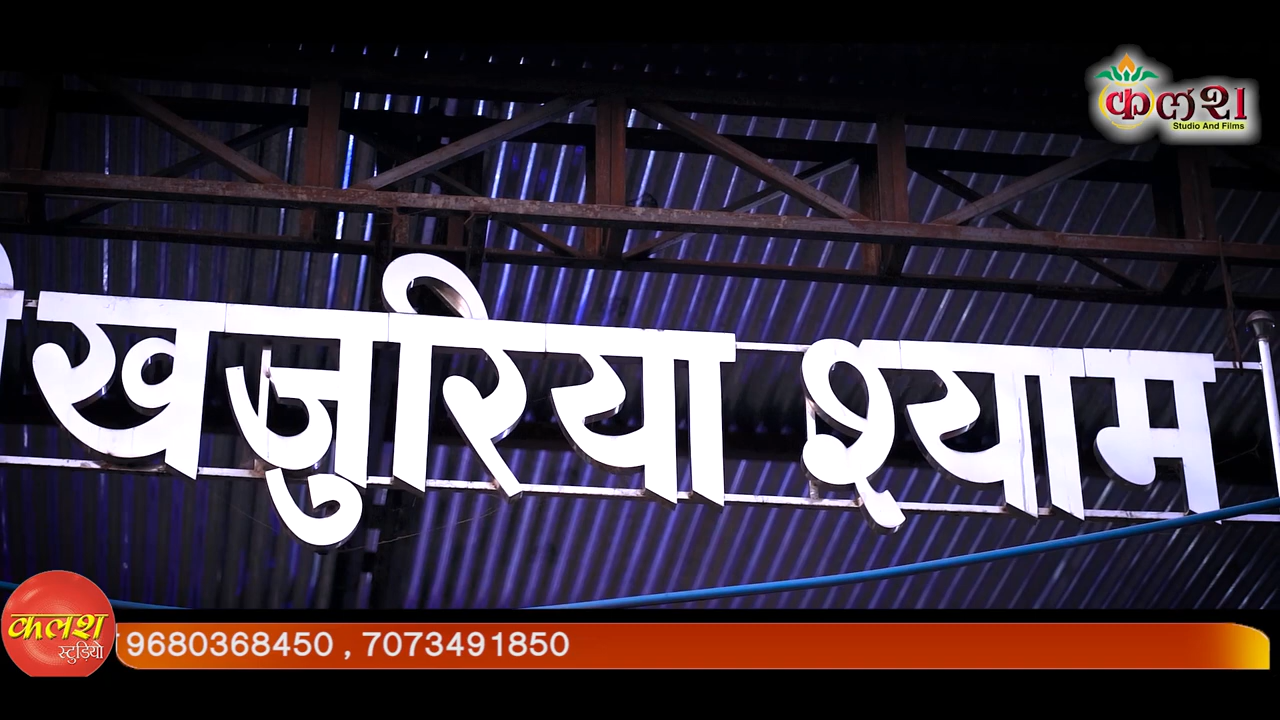 कलश
Studio And Films
खजुरिया श्याम
कलश
स्टुडियो
9680368450 , 7073491850